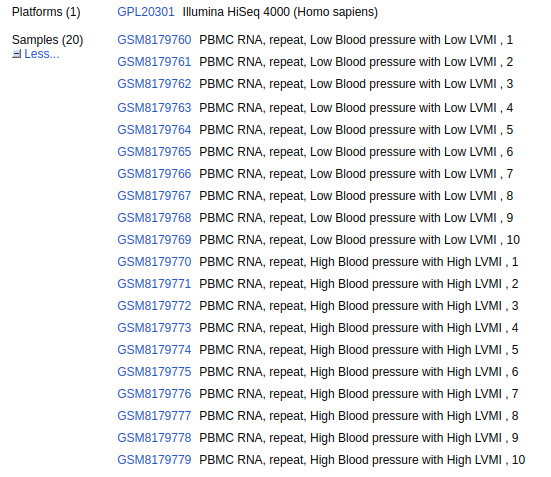 Platforms (1) GPL20301 Illumina HiSeq 4000 (Homo sapiens)
Samples (20) GSM8179760 PBMC RNA, repeat, Low Blood pressure with Low LVMI , 1
Less... GSM8179761 PBMC RNA, repeat, Low Blood pressure with Low LVMI , 2
GSM8179762 PBMC RNA, repeat, Low Blood pressure with Low LVMI , 3
GSM8179763 PBMC RNA, repeat, Low Blood pressure with Low LVMI , 4
GSM8179764 PBMC RNA, repeat, Low Blood pressure with Low LVMI , 5
GSM8179765 PBMC RNA, repeat, Low Blood pressure with Low LVMI , 6
GSM8179766 PBMC RNA, repeat, Low Blood pressure with Low LVMI , 7
GSM8179767 PBMC RNA, repeat, Low Blood pressure with Low LVMI , 8
GSM8179768 PBMC RNA, repeat, Low Blood pressure with Low LVMI , 9
GSM8179769 PBMC RNA, repeat, Low Blood pressure with Low LVMI , 10
GSM8179770 PBMC RNA, repeat, High Blood pressure with High LVMI , 1
GSM8179771 PBMC RNA, repeat, High Blood pressure with High LVMI , 2
GSM8179772 PBMC RNA, repeat, High Blood pressure with High LVMI , 3
GSM8179773 PBMC RNA, repeat, High Blood pressure with High LVMI , 4
GSM8179774 PBMC RNA, repeat, High Blood pressure with High LVMI , 5
GSM8179775 PBMC RNA, repeat, High Blood pressure with High LVMI , 6
GSM8179776 PBMC RNA, repeat, High Blood pressure with High LVMI , 7
GSM8179777 PBMC RNA, repeat, High Blood pressure with High LVMI , 8
GSM8179778 PBMC RNA, repeat, High Blood pressure with High LVMI , 9
GSM8179779 PBMC RNA, repeat, High Blood pressure with High LVMI , 10